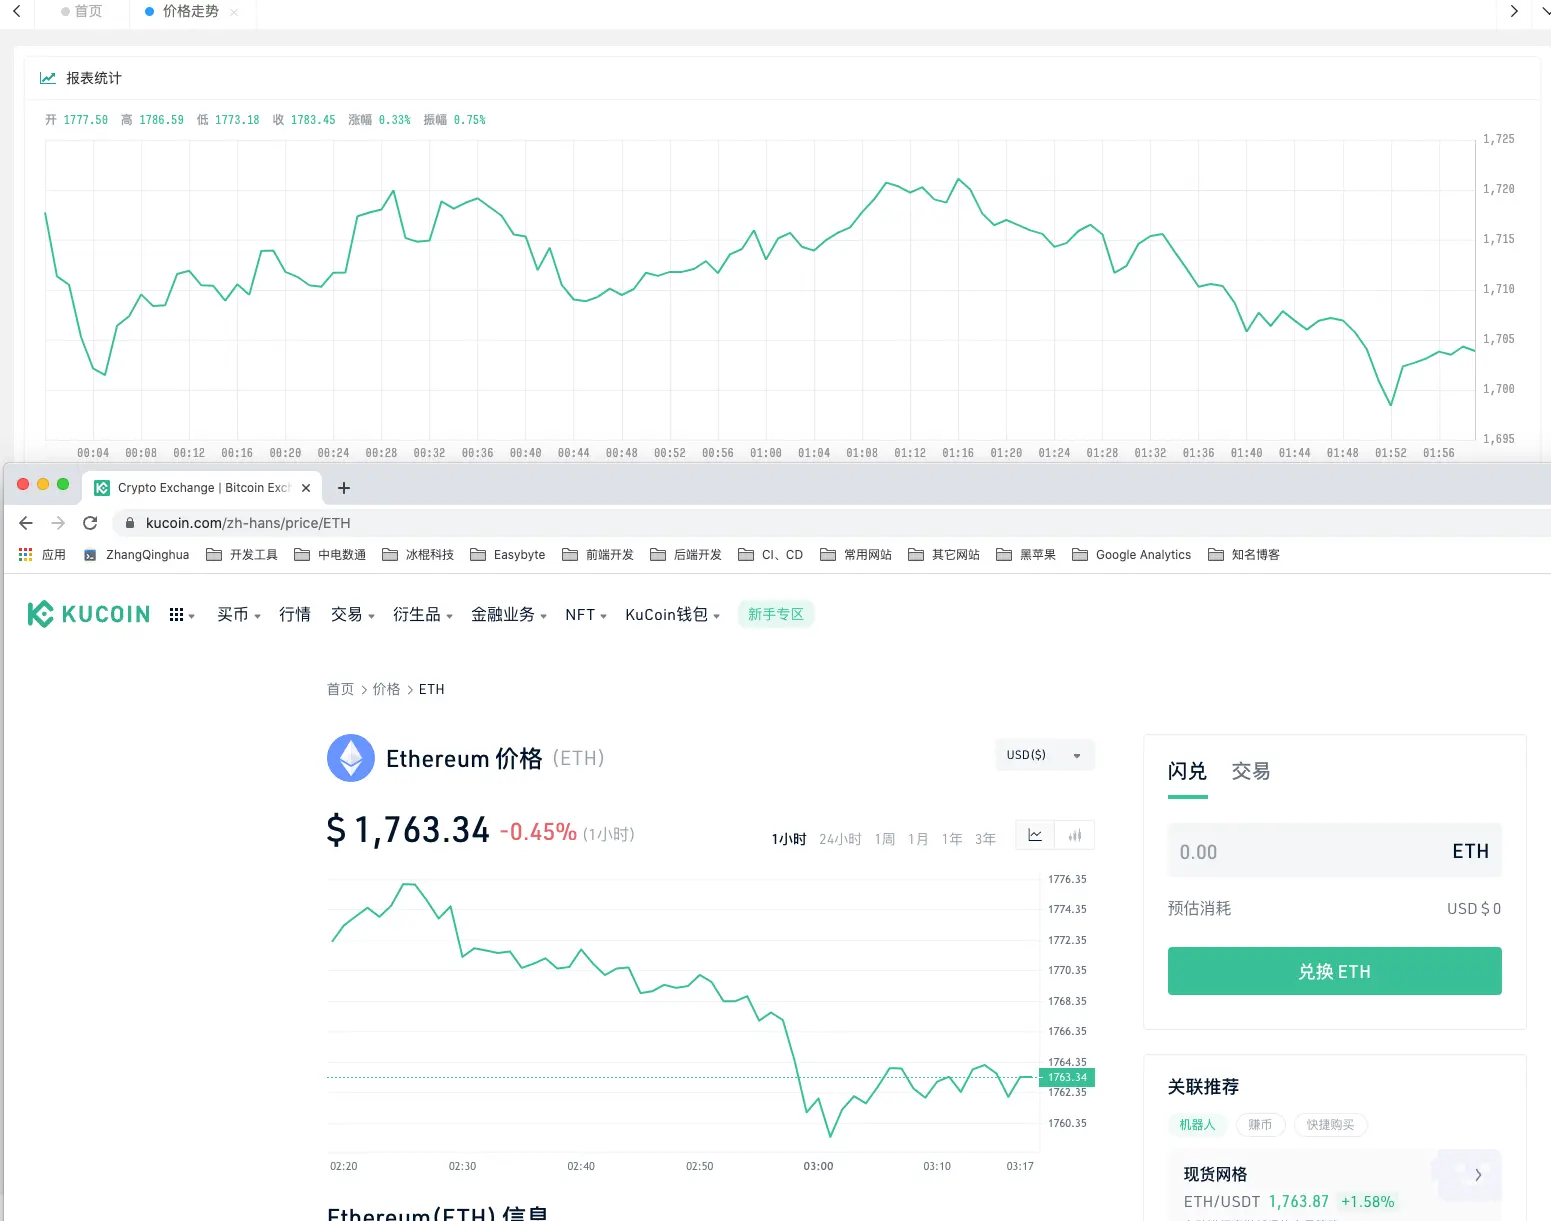 首页 价格走势
报表统计
开 1777.50 高 1786.59 低 1773.18 收 1783.45 涨幅 0.33% 振幅 0.75%
1,725
1,720
1,715
1,710
1,705
1,700
1,695
00:04 00:08 00:12 00:16 00:20 00:24 00:28 00:32 00:36 00:40 00:44 00:48 00:52 00:56 01:00 01:04 01:08 01:12 01:16 01:20 01:24 01:28 01:32 01:36 01:40 01:44 01:48 01:52 01:56
Crypto Exchange | Bitcoin Exch
kucoin.com/zh-hans/price/ETH
应用 ZhangQinghua 开发工具 中电数通 冰棍科技 Easybyte 前端开发 后端开发 CI、CD 常用网站 其它网站 黑苹果 Google Analytics 知名博客
KUCOIN 买币 行情 交易 衍生品 金融业务 NFT KuCoin钱包 新手专区
首页 > 价格 > ETH
Ethereum 价格 (ETH)
USD($)
$ 1,763.34 -0.45% (1小时)
1小时 24小时 1周 1月 1年 3年
1776.35
1774.35
1772.35
1770.35
1768.35
1766.35
1764.35
1763.34
1762.35
1760.35
02:20 02:30 02:40 02:50 03:00 03:10 03:17
Ethereum(ETH) 信息
闪兑 交易
0.00 ETH
预估消耗 USD $ 0
兑换 ETH
关联推荐
机器人 赚币 快捷购买
现货网格
ETH/USDT 1,763.87 +1.58%